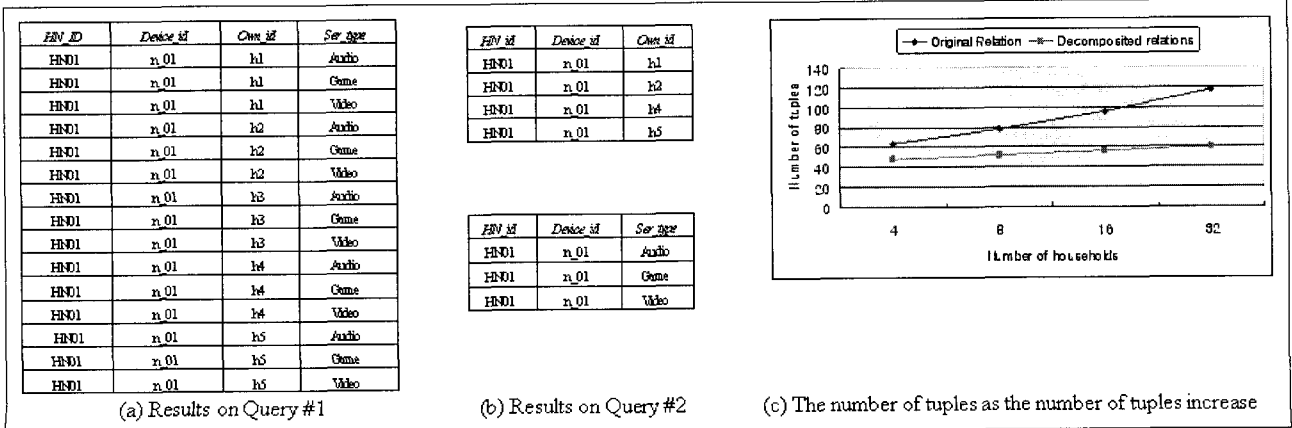 HN_ID Device_id Own_id Ser_type
HN01 n_01 h1 Audio
HN01 n_01 h1 Game
HN01 n_01 h1 Video
HN01 n_01 h2 Audio
HN01 n_01 h2 Game
HN01 n_01 h2 Video
HN01 n_01 h3 Audio
HN01 n_01 h3 Game
HN01 n_01 h3 Video
HN01 n_01 h4 Audio
HN01 n_01 h4 Game
HN01 n_01 h4 Video
HN01 n_01 h5 Audio
HN01 n_01 h5 Game
HN01 n_01 h5 Video
(a) Results on Query #1
HN_id Device_id Own_id
HN01 n_01 h1
HN01 n_01 h2
HN01 n_01 h4
HN01 n_01 h5
HN_id Device_id Ser_type
HN01 n_01 Audio
HN01 n_01 Game
HN01 n_01 Video
(b) Results on Query #2
Original Relation Decomposited relations
Number of tuples
140
120
100
80
60
40
20
0
4 8 16 32
Number of households
(c) The number of tuples as the number of tuples increase